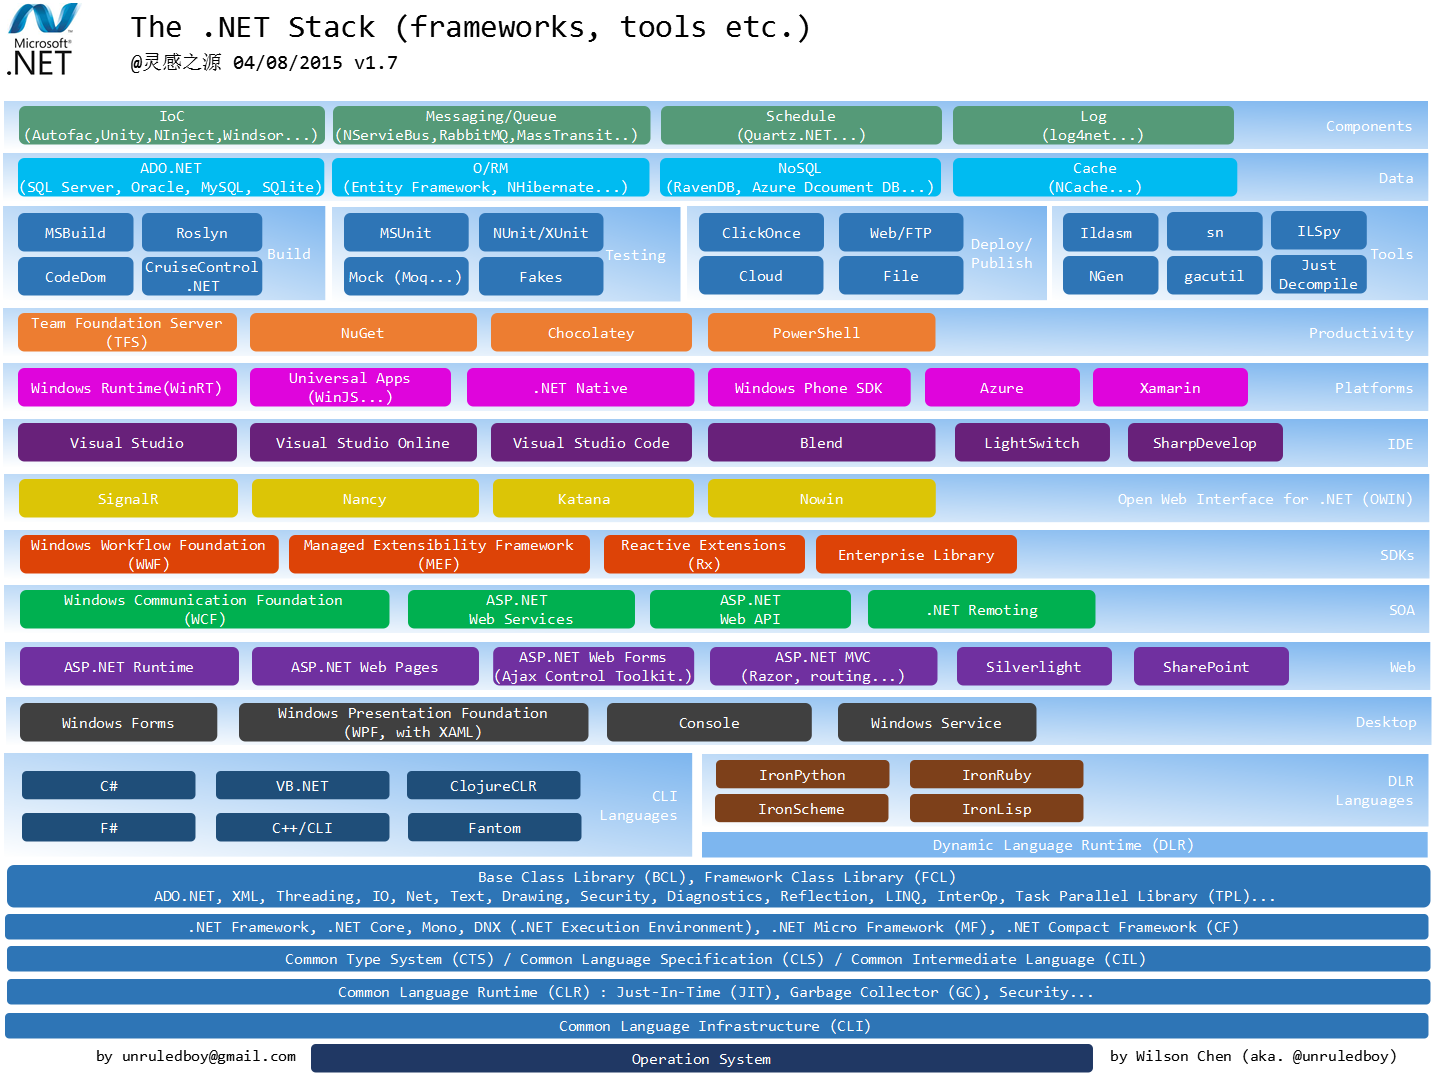 Microsoft®
.NET
The .NET Stack (frameworks, tools etc.)
@灵感之源 04/08/2015 v1.7
IoC
(Autofac,Unity,NInject,Windsor...)
Messaging/Queue
(NServieBus,RabbitMQ,MassTransit..)
Schedule
(Quartz.NET...)
Log
(log4net...)
Components
ADO.NET
(SQL Server, Oracle, MySQL, SQlite)
O/RM
(Entity Framework, NHibernate...)
NoSQL
(RavenDB, Azure Dcoument DB...)
Cache
(NCache...)
Data
MSBuild
Roslyn
CodeDom
CruiseControl
.NET
Build
MSUnit
NUnit/XUnit
Mock (Moq...)
Fakes
Testing
ClickOnce
Web/FTP
Cloud
File
Deploy/
Publish
Ildasm
sn
ILSpy
NGen
gacutil
Just
Decompile
Tools
Team Foundation Server
(TFS)
NuGet
Chocolatey
PowerShell
Productivity
Windows Runtime(WinRT)
Universal Apps
(WinJS...)
.NET Native
Windows Phone SDK
Azure
Xamarin
Platforms
Visual Studio
Visual Studio Online
Visual Studio Code
Blend
LightSwitch
SharpDevelop
IDE
SignalR
Nancy
Katana
Nowin
Open Web Interface for .NET (OWIN)
Windows Workflow Foundation
(WWF)
Managed Extensibility Framework
(MEF)
Reactive Extensions
(Rx)
Enterprise Library
SDKs
Windows Communication Foundation
(WCF)
ASP.NET
Web Services
ASP.NET
Web API
.NET Remoting
SOA
ASP.NET Runtime
ASP.NET Web Pages
ASP.NET Web Forms
(Ajax Control Toolkit.)
ASP.NET MVC
(Razor, routing...)
Silverlight
SharePoint
Web
Windows Forms
Windows Presentation Foundation
(WPF, with XAML)
Console
Windows Service
Desktop
C#
VB.NET
ClojureCLR
F#
C++/CLI
Fantom
CLI
Languages
IronPython
IronRuby
IronScheme
IronLisp
DLR
Languages
Dynamic Language Runtime (DLR)
Base Class Library (BCL), Framework Class Library (FCL)
ADO.NET, XML, Threading, IO, Net, Text, Drawing, Security, Diagnostics, Reflection, LINQ, InterOp, Task Parallel Library (TPL)...
.NET Framework, .NET Core, Mono, DNX (.NET Execution Environment), .NET Micro Framework (MF), .NET Compact Framework (CF)
Common Type System (CTS) / Common Language Specification (CLS) / Common Intermediate Language (CIL)
Common Language Runtime (CLR) : Just-In-Time (JIT), Garbage Collector (GC), Security...
Common Language Infrastructure (CLI)
by unruledboy@gmail.com
Operation System
by Wilson Chen (aka. @unruledboy)